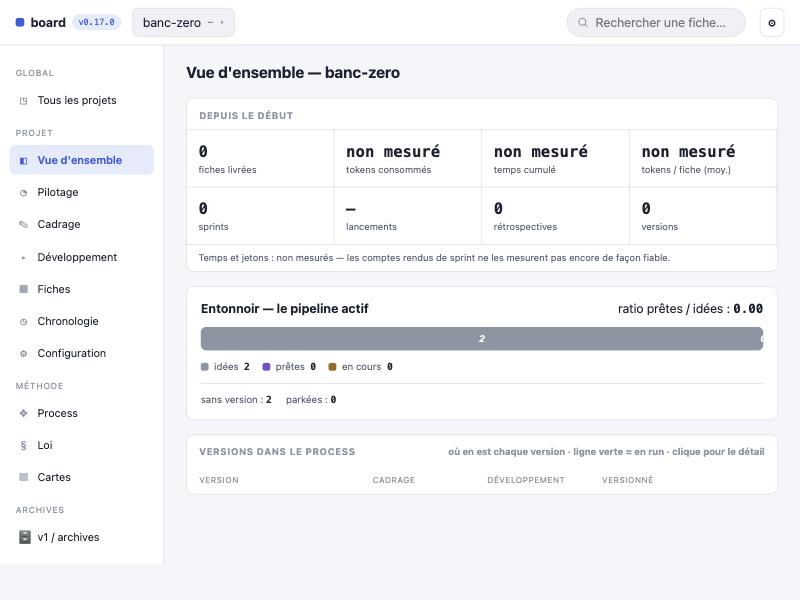 board v0.17.0 banc-zero – · Rechercher une fiche…
GLOBAL
Tous les projets
PROJET
Vue d'ensemble
Pilotage
Cadrage
Développement
Fiches
Chronologie
Configuration
MÉTHODE
Process
§ Loi
Cartes
ARCHIVES
v1 / archives
Vue d'ensemble — banc-zero
DEPUIS LE DÉBUT
0 non mesuré non mesuré non mesuré
fiches livrées tokens consommés temps cumulé tokens / fiche (moy.)
0 — 0 0
sprints lancements rétrospectives versions
Temps et jetons : non mesurés — les comptes rendus de sprint ne les mesurent pas encore de façon fiable.
Entonnoir — le pipeline actif ratio prêtes / idées : 0.00
2
idées 2 prêtes 0 en cours 0
sans version : 2 parkées : 0
VERSIONS DANS LE PROCESS où en est chaque version · ligne verte = en run · clique pour le détail
VERSION CADRAGE DÉVELOPPEMENT VERSIONNÉ